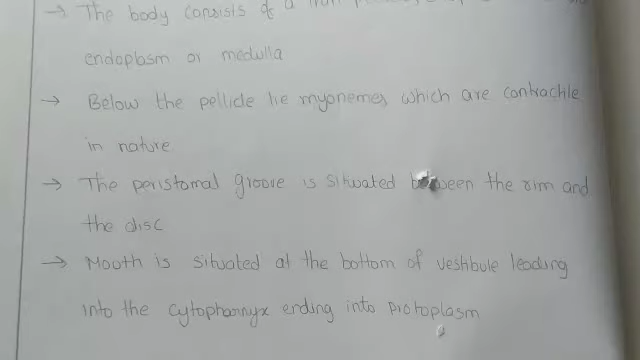 → The body consists of a
endoplasm or medulla
→ Below the pellicle lie myonemes, which are contractile
in nature
→ The peristomal groove is situated between the rim and
the disc
→ Mouth is situated at the bottom of vestibule leading
into the cytopharynyx ending into protoplasm